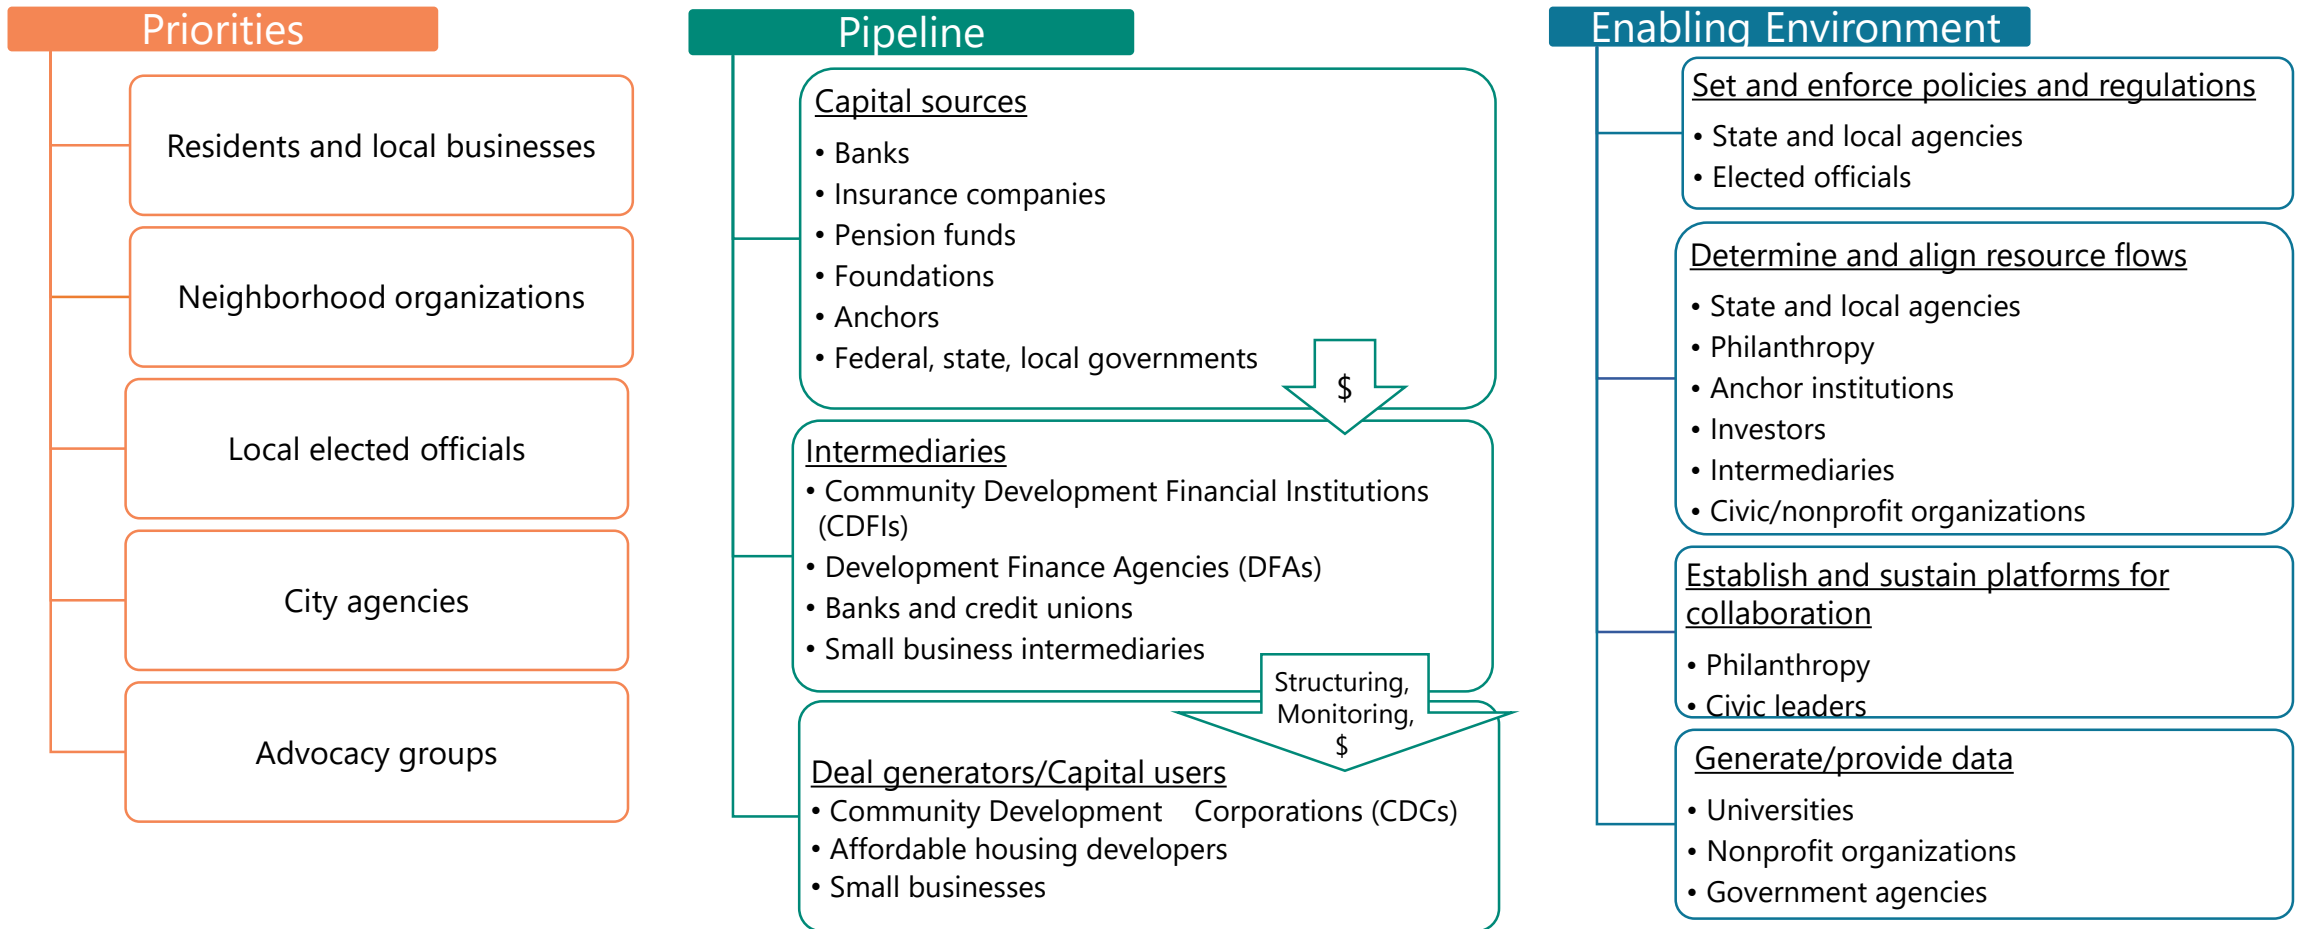 Priorities
Residents and local businesses
Neighborhood organizations
Local elected officials
City agencies
Advocacy groups
Pipeline
Capital sources
• Banks
• Insurance companies
• Pension funds
• Foundations
• Anchors
• Federal, state, local governments
$
Intermediaries
• Community Development Financial Institutions
(CDFIs)
• Development Finance Agencies (DFAs)
• Banks and credit unions
• Small business intermediaries
Structuring,
Monitoring,
$
Deal generators/Capital users
• Community Development Corporations (CDCs)
• Affordable housing developers
• Small businesses
Enabling Environment
Set and enforce policies and regulations
• State and local agencies
• Elected officials
Determine and align resource flows
• State and local agencies
• Philanthropy
• Anchor institutions
• Investors
• Intermediaries
• Civic/nonprofit organizations
Establish and sustain platforms for
collaboration
• Philanthropy
• Civic leaders
Generate/provide data
• Universities
• Nonprofit organizations
• Government agencies